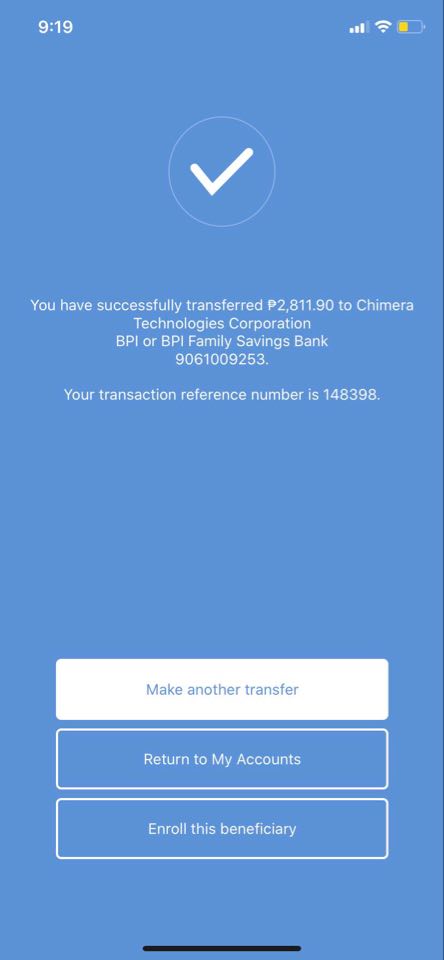 9:19
You have successfully transferred ₱2,811.90 to Chimera
Technologies Corporation
BPI or BPI Family Savings Bank
9061009253.
Your transaction reference number is 148398.
Make another transfer
Return to My Accounts
Enroll this beneficiary